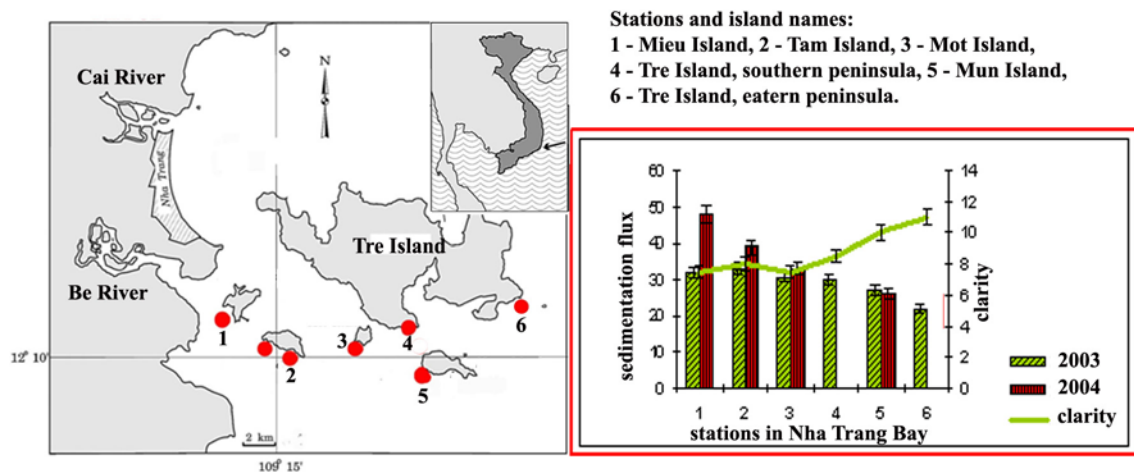 Stations and island names:
1 - Mieu Island, 2 - Tam Island, 3 - Mot Island,
4 - Tre Island, southern peninsula, 5 - Mun Island,
6 - Tre Island, eatern peninsula.
Cai River
N
Nha Trang
Tre Island
Be River
1
2
3
4
5
6
12° 10
2 km
109° 15
60
50
40
30
20
10
0
sedimentation flux
14
12
10
8
6
4
2
0
clarity
1 2 3 4 5 6
stations in Nha Trang Bay
2003
2004
clarity